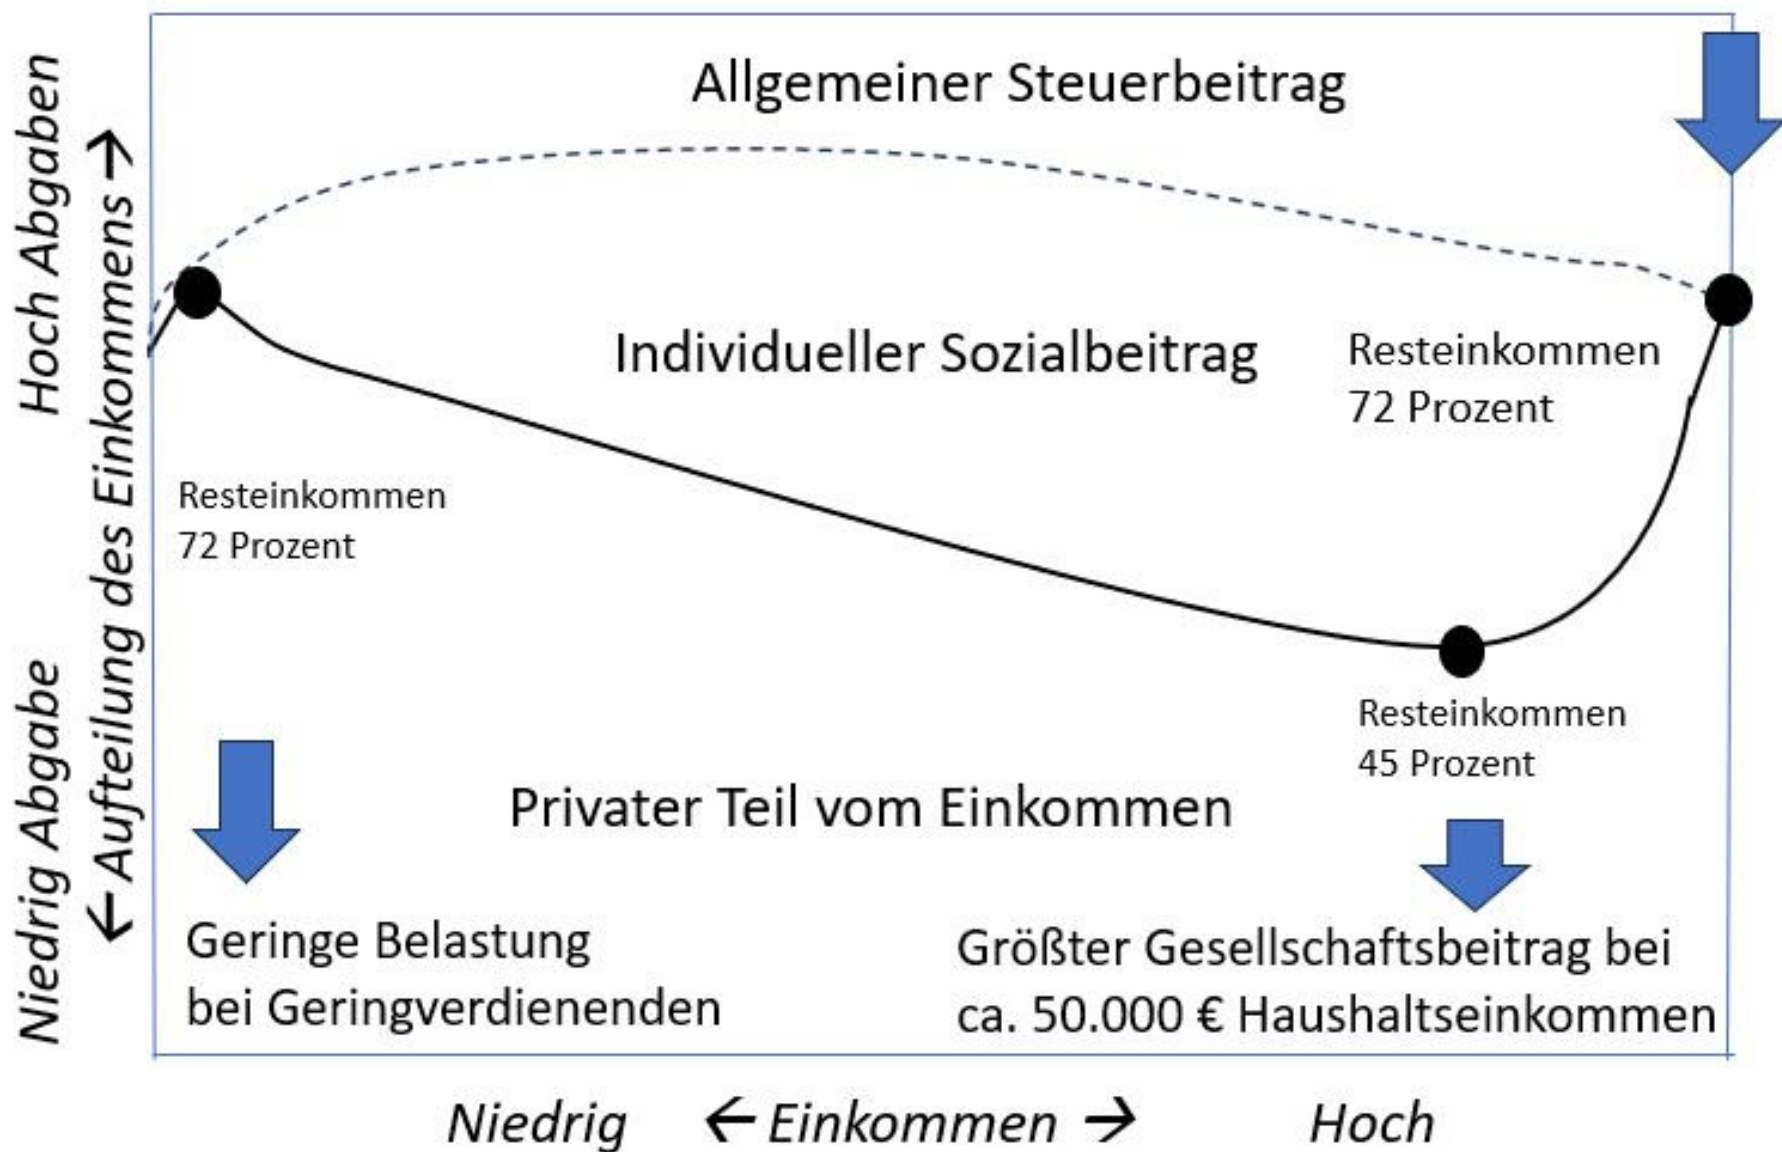 Allgemeiner Steuerbeitrag
Hoch Abgaben
← Aufteilung des Einkommens →
Niedrig Abgabe
Individueller Sozialbeitrag
Resteinkommen
72 Prozent
Resteinkommen
72 Prozent
Resteinkommen
45 Prozent
Privater Teil vom Einkommen
Geringe Belastung
bei Geringverdienenden
Größter Gesellschaftsbeitrag bei
ca. 50.000 € Haushaltseinkommen
Niedrig ← Einkommen → Hoch